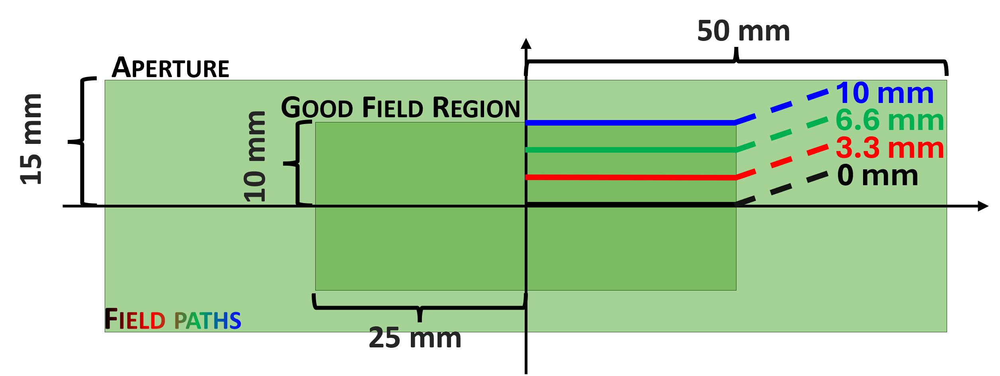 50 mm
APERTURE
15 mm
10 mm
GOOD FIELD REGION
6.6 mm
10 mm
3.3 mm
0 mm
FIELD PATHS
25 mm